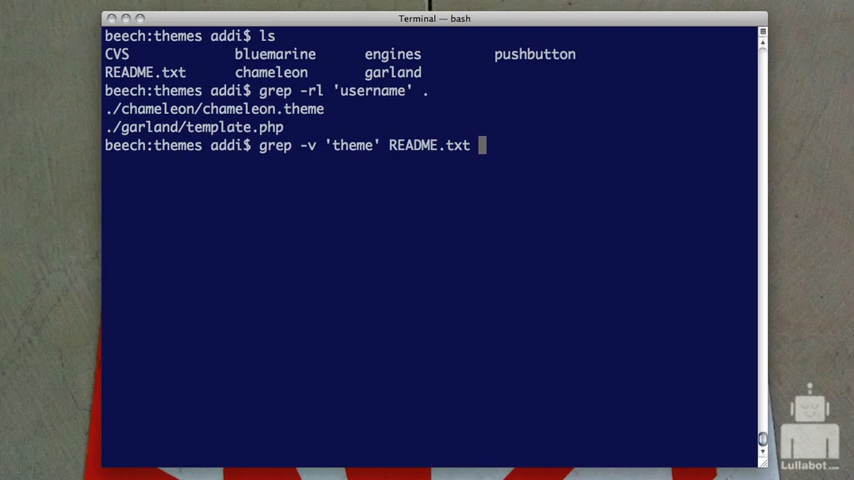 Terminal — bash
beech:themes addi$ ls
CVS bluemarine engines pushbutton
README.txt chameleon garland
beech:themes addi$ grep -rl 'username' .
./chameleon/chameleon.theme
./garland/template.php
beech:themes addi$ grep -v 'theme' README.txt
Lullabot